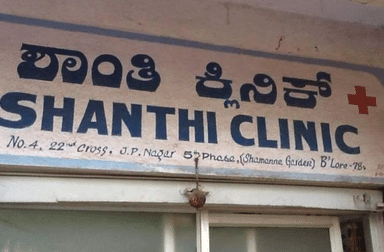 ಶಾಂತಿ ಕ್ಲಿನಿಕ್
SHANTHI CLINIC
No. 4, 22nd Cross, J.P. Nagar 5th Phase, (Shamanna Garden) B'Lore-78.